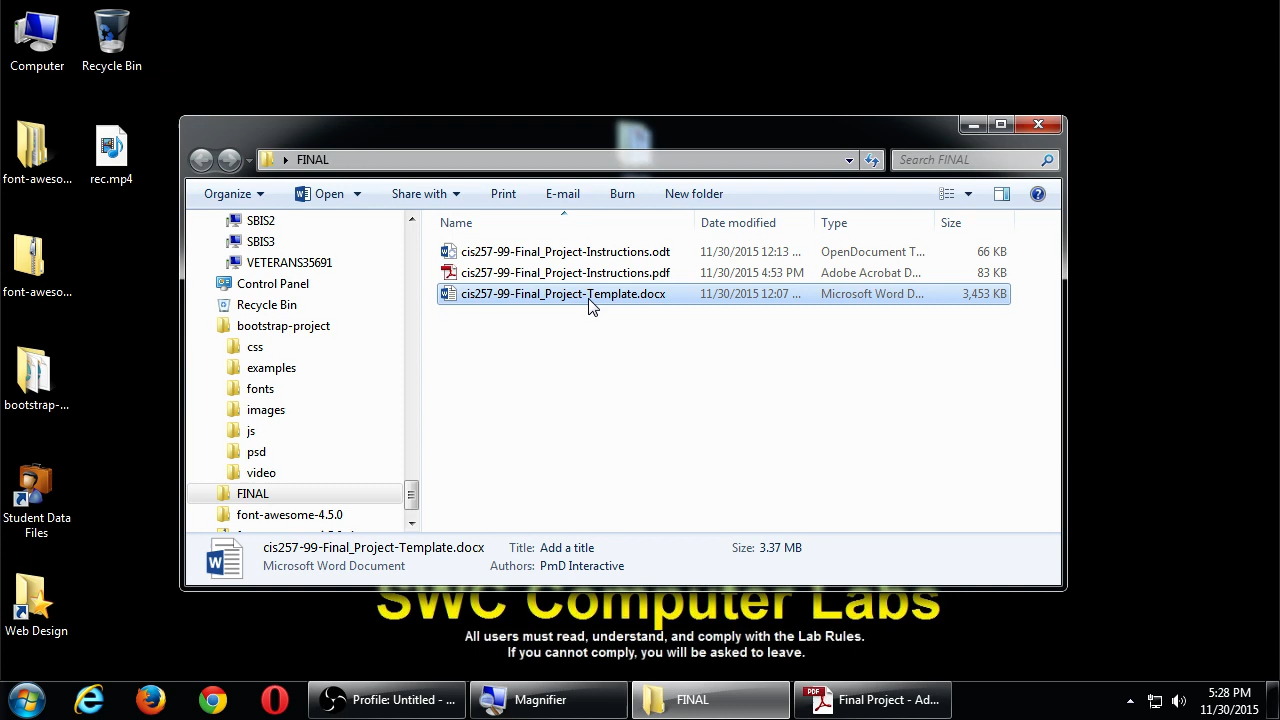 Computer
Recycle Bin
font-aweso...
rec.mp4
font-aweso...
bootstrap-...
Student Data
Files
Web Design
FINAL
Search FINAL
Organize
Open
Share with
Print
E-mail
Burn
New folder
SBIS2
SBIS3
VETERANS35691
Control Panel
Recycle Bin
bootstrap-project
css
examples
fonts
images
js
psd
video
FINAL
font-awesome-4.5.0
Name Date modified Type Size
cis257-99-Final_Project-Instructions.odt 11/30/2015 12:13 ... OpenDocument T... 66 KB
cis257-99-Final_Project-Instructions.pdf 11/30/2015 4:53 PM Adobe Acrobat D... 83 KB
cis257-99-Final_Project-Template.docx 11/30/2015 12:07 ... Microsoft Word D... 3,453 KB
cis257-99-Final_Project-Template.docx Title: Add a title Size: 3.37 MB
Microsoft Word Document Authors: PmD Interactive
SWC Computer Labs
All users must read, understand, and comply with the Lab Rules.
If you cannot comply, you will be asked to leave.
Profile: Untitled - ...
Magnifier
FINAL
PDF
Final Project - Ad...
5:28 PM
11/30/2015